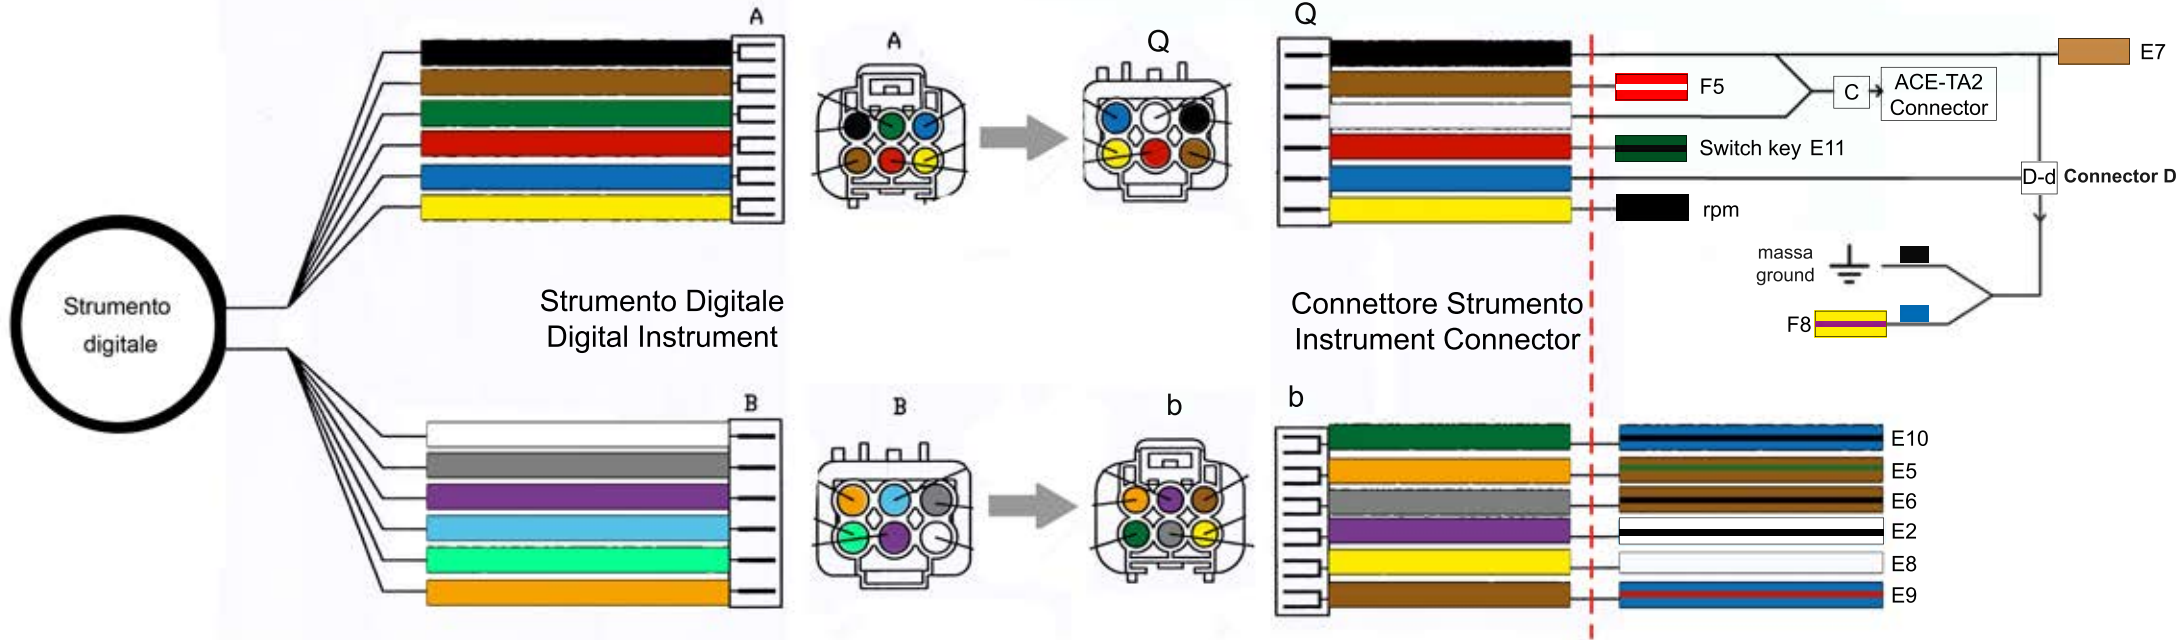 A
A
Q
Q
E7
F5
C
ACE-TA2
Connector
Switch key E11
D-d
Connector D
rpm
massa
ground
F8
Strumento
digitale
Strumento Digitale
Digital Instrument
Connettore Strumento
Instrument Connector
B
B
b
b
E10
E5
E6
E2
E8
E9